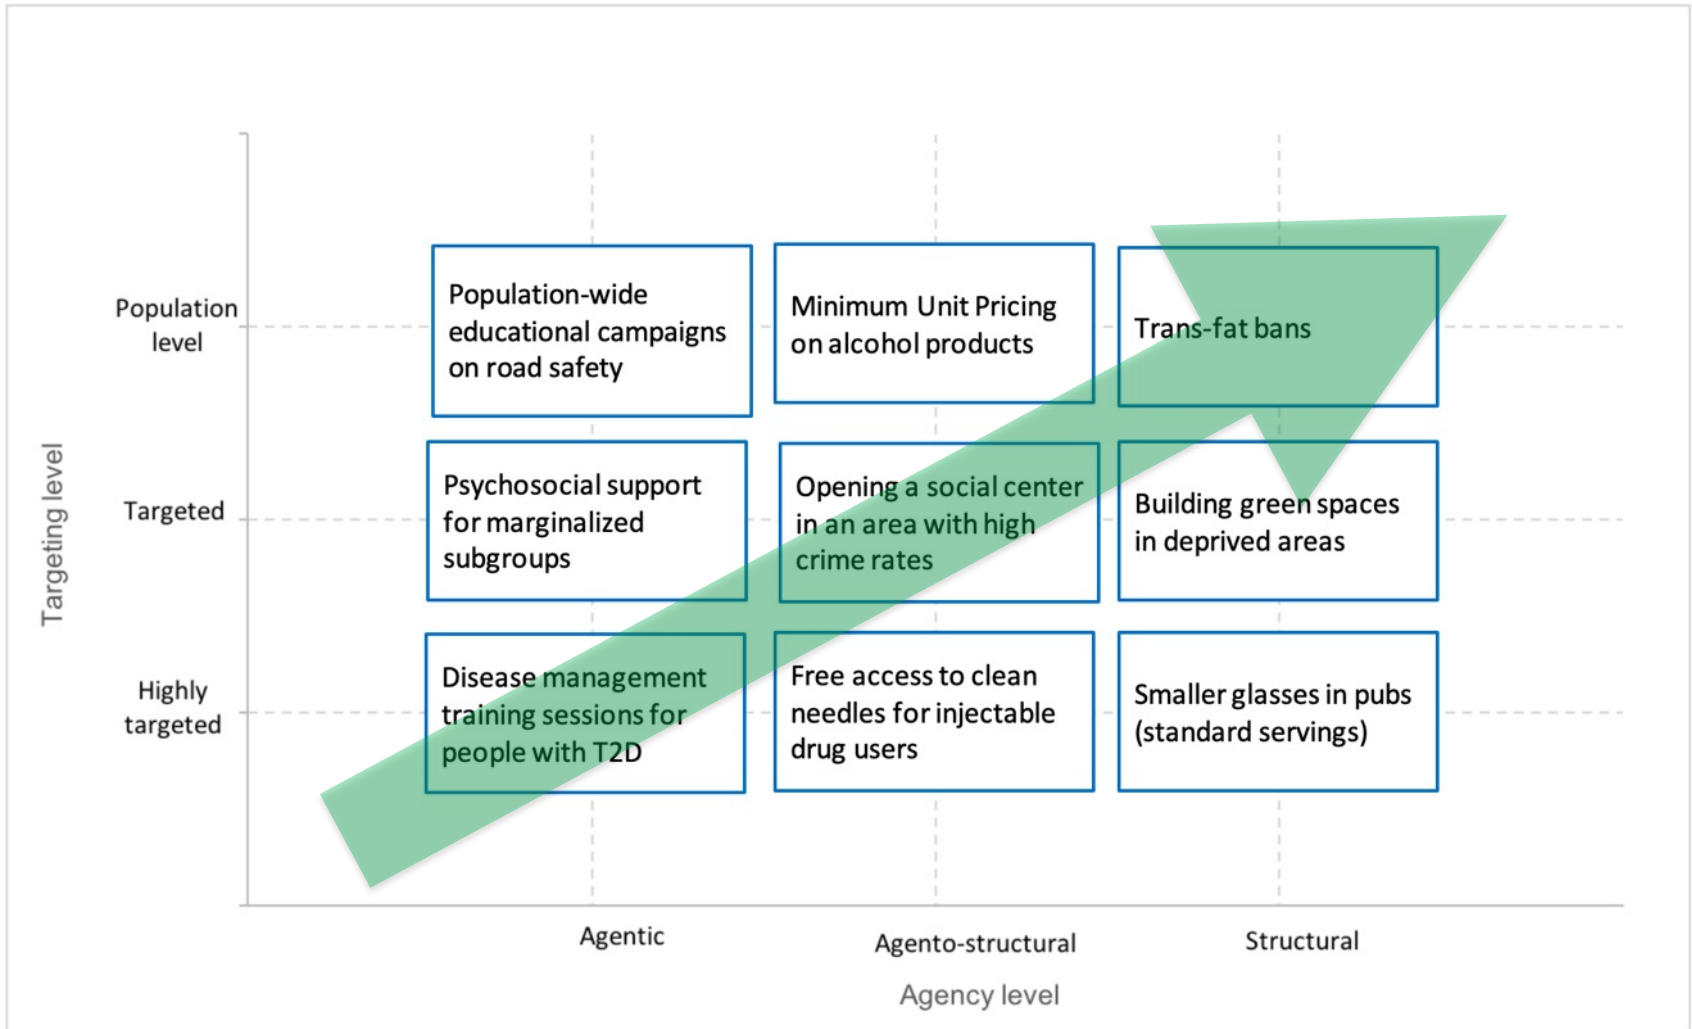 Population-wide
educational campaigns
on road safety
Minimum Unit Pricing
on alcohol products
Trans-fat bans
Population
level
Psychosocial support
for marginalized
subgroups
Opening a social center
in an area with high
crime rates
Building green spaces
in deprived areas
Targeted
Targeting level
Disease management
training sessions for
people with T2D
Free access to clean
needles for injectable
drug users
Smaller glasses in pubs
(standard servings)
Highly
targeted
Agentic
Agento-structural
Structural
Agency level